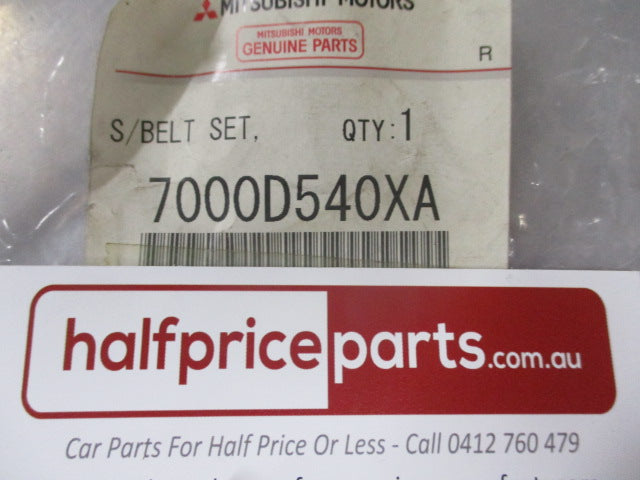 MITSUBISHI MOTORS
MITSUBISHI MOTORS
GENUINE PARTS
R
S/BELT SET, QTY:1
7000D540XA
halfpriceparts.com.au
Car Parts For Half Price Or Less - Call 0412 760 479